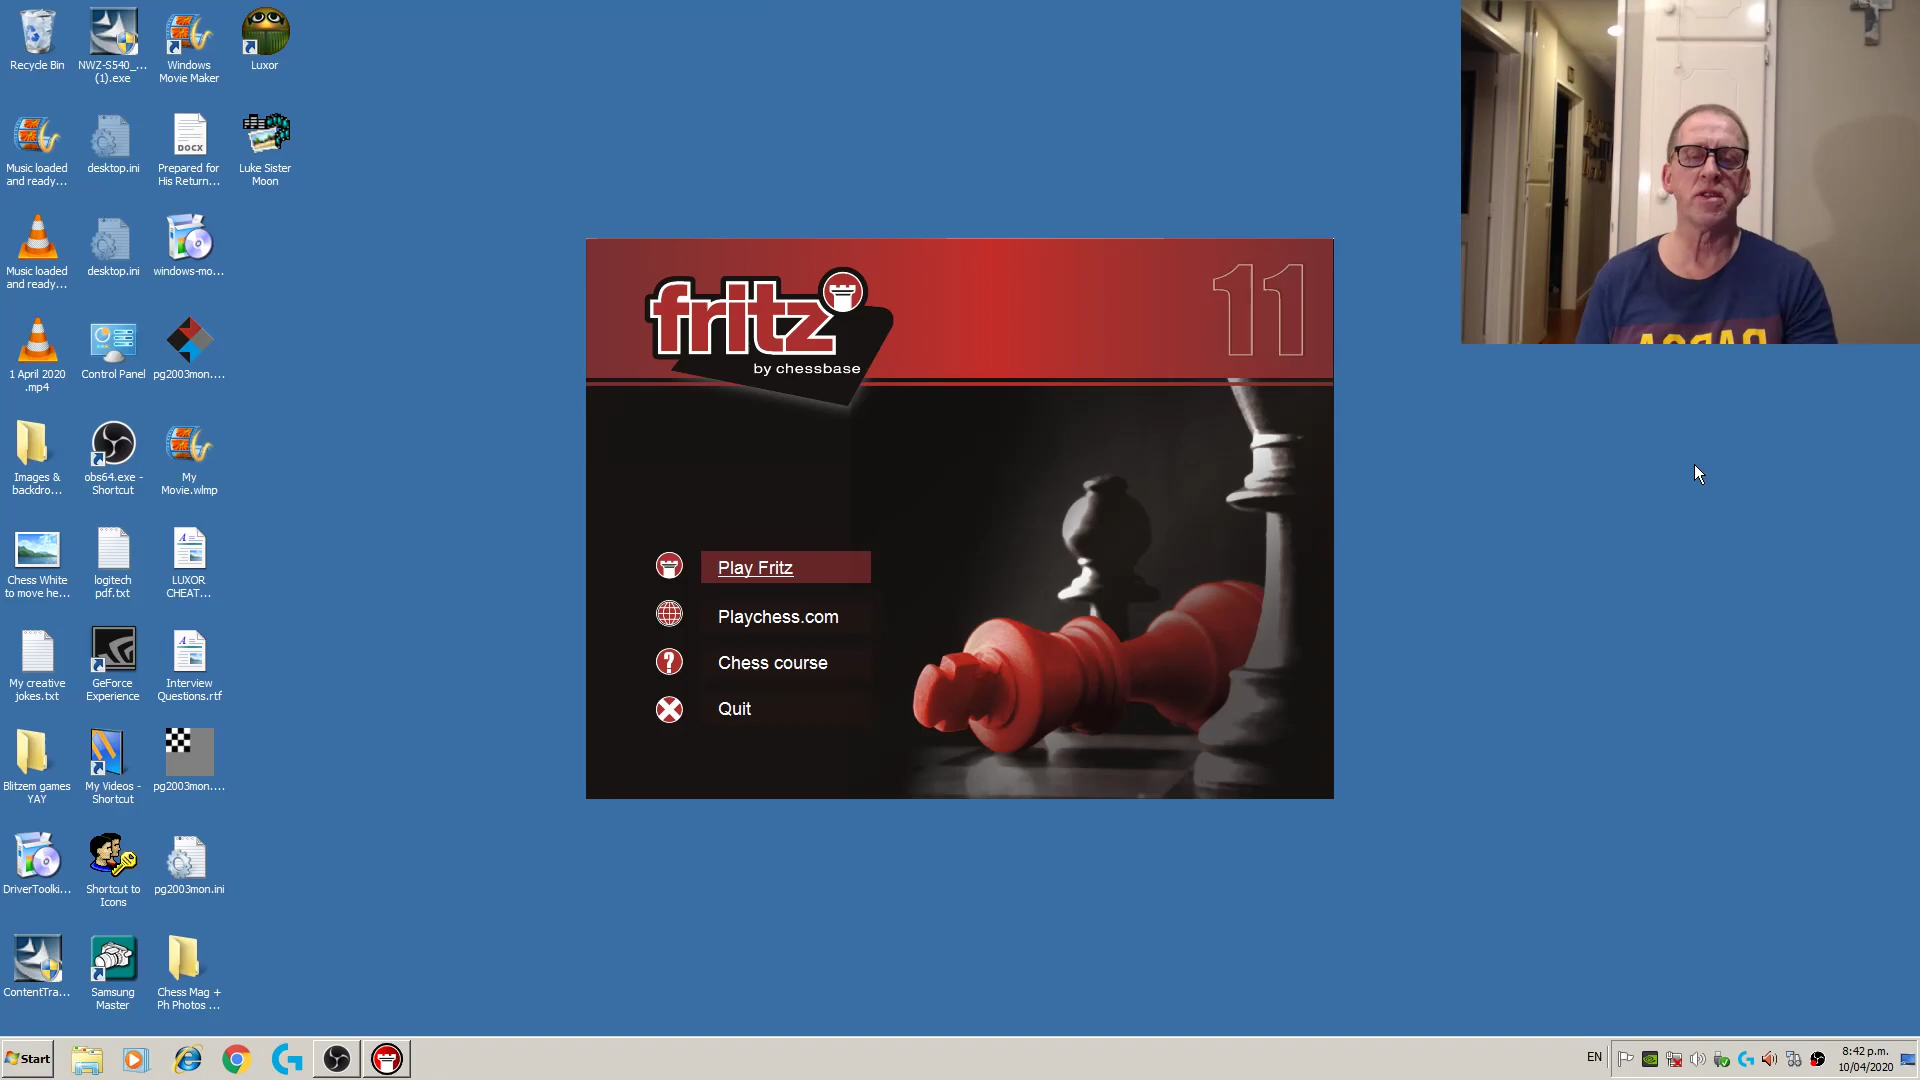 Recycle Bin
NWZ-S540_...
(1).exe
Windows
Movie Maker
Luxor
Music loaded
and ready...
desktop.ini
Prepared for
His Return...
DOCX
Luke Sister
Moon
Music loaded
and ready...
desktop.ini
windows-mo...
1 April 2020
.mp4
Control Panel
pg2003mon....
Images &
backdro...
obs64.exe -
Shortcut
My
Movie.wlmp
Chess White
to move he...
logitech
pdf.txt
LUXOR
CHEAT...
My creative
jokes.txt
GeForce
Experience
Interview
Questions.rtf
Blitzem games
YAY
My Videos -
Shortcut
pg2003mon....
DriverToolki...
Shortcut to
Icons
pg2003mon.ini
ContentTra...
Samsung
Master
Chess Mag +
Ph Photos ...
fritz
by chessbase
11
Play Fritz
Playchess.com
Chess course
?
Quit
Start
EN
8:42 p.m.
10/04/2020